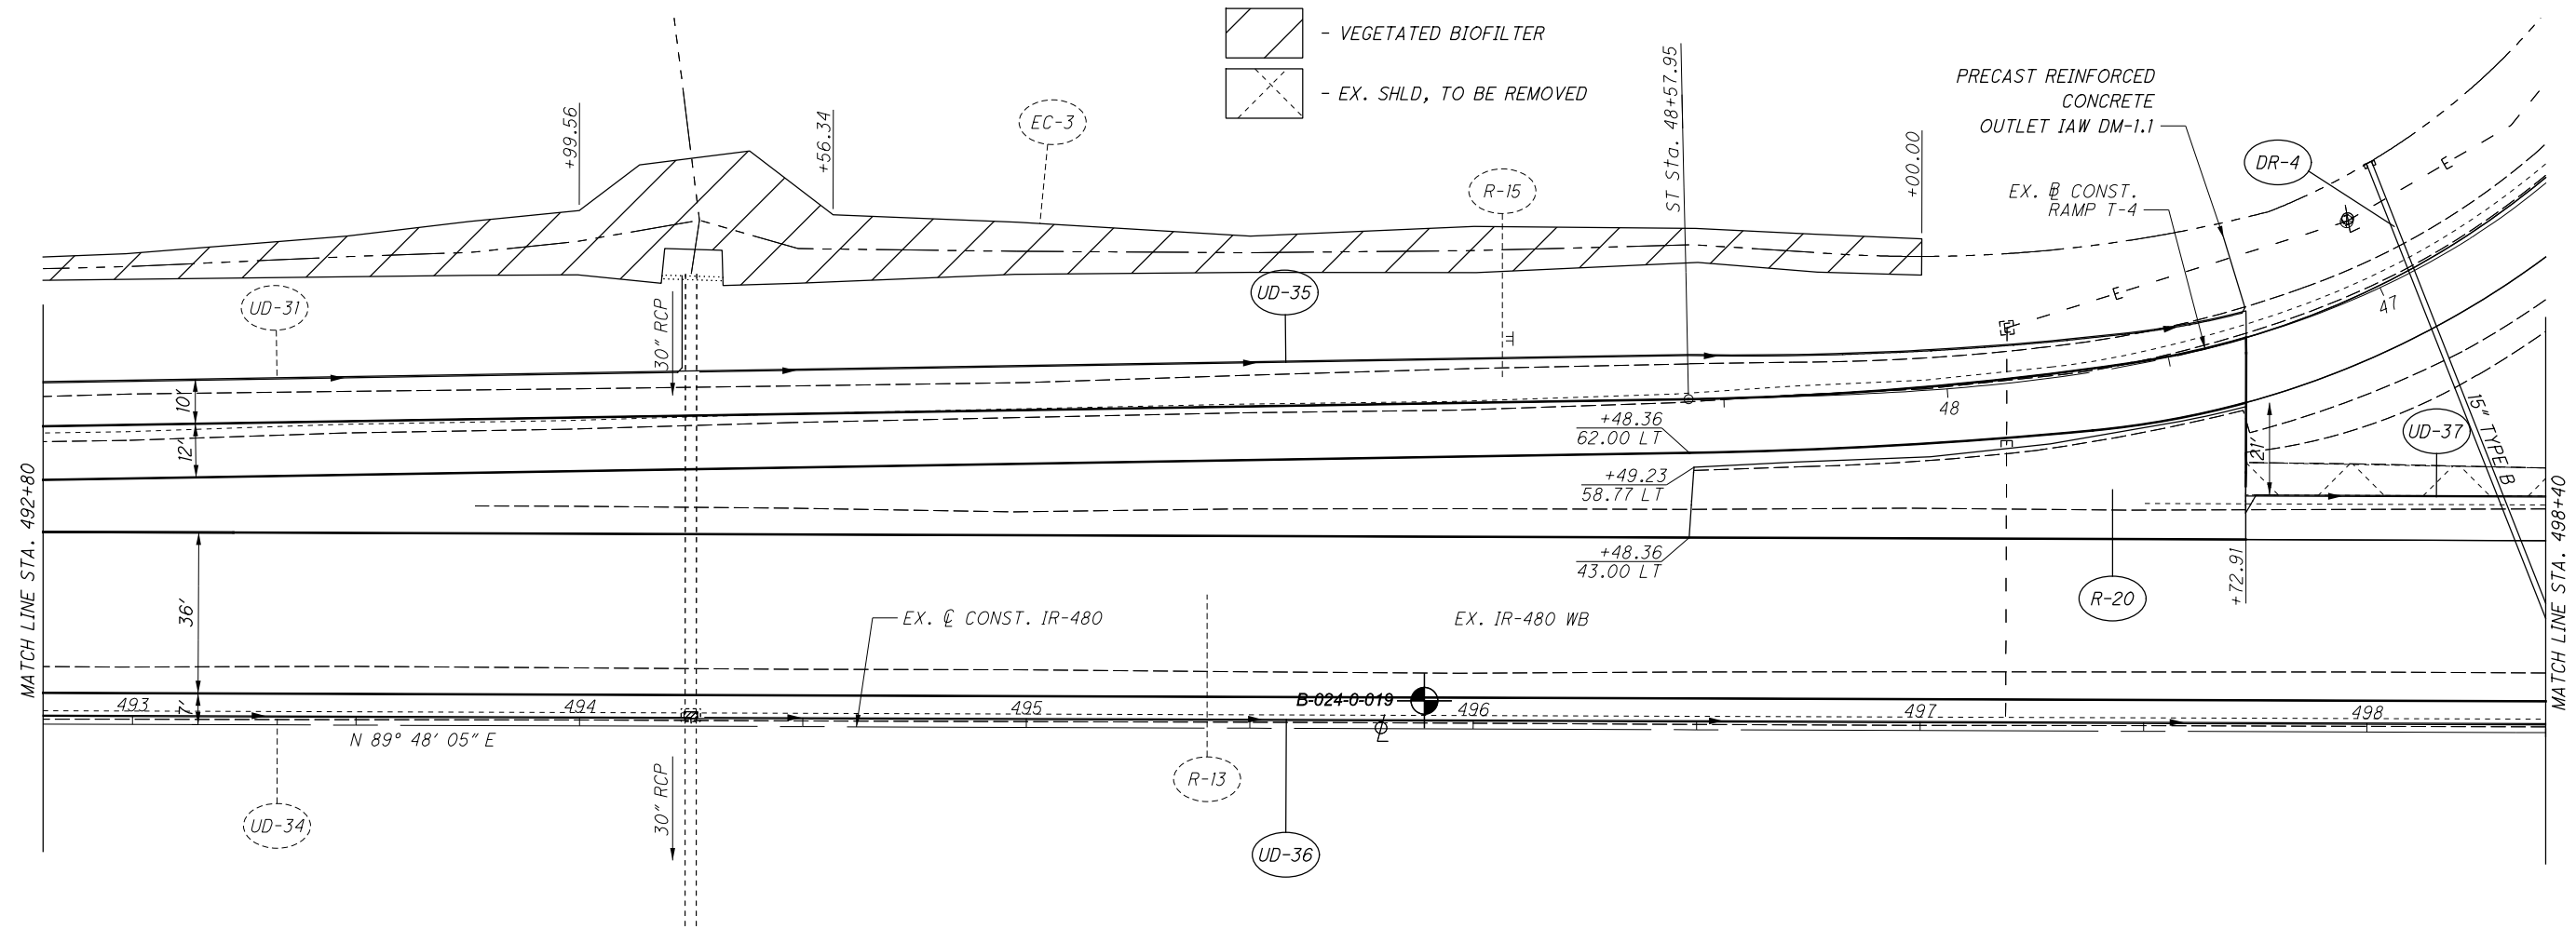 - VEGETATED BIOFILTER
- EX. SHLD, TO BE REMOVED
PRECAST REINFORCED
CONCRETE
OUTLET IAW DM-1.1
EX. ⅊ CONST.
RAMP T-4
DR-4
EC-3
R-15
+99.56
+56.34
ST Sta. 48+57.95
+00.00
UD-31
30" RCP
UD-35
E
E
47
48
15" TYPE B
UD-37
10'
12'
21'
+48.36
62.00 LT
+49.23
58.77 LT
+48.36
43.00 LT
MATCH LINE STA. 492+80
MATCH LINE STA. 498+40
R-20
+72.91
36'
EX. ℄ CONST. IR-480
EX. IR-480 WB
7'
B-024-0-019
493
494
495
496
497
498
N 89° 48' 05" E
R-13
30" RCP
UD-34
UD-36